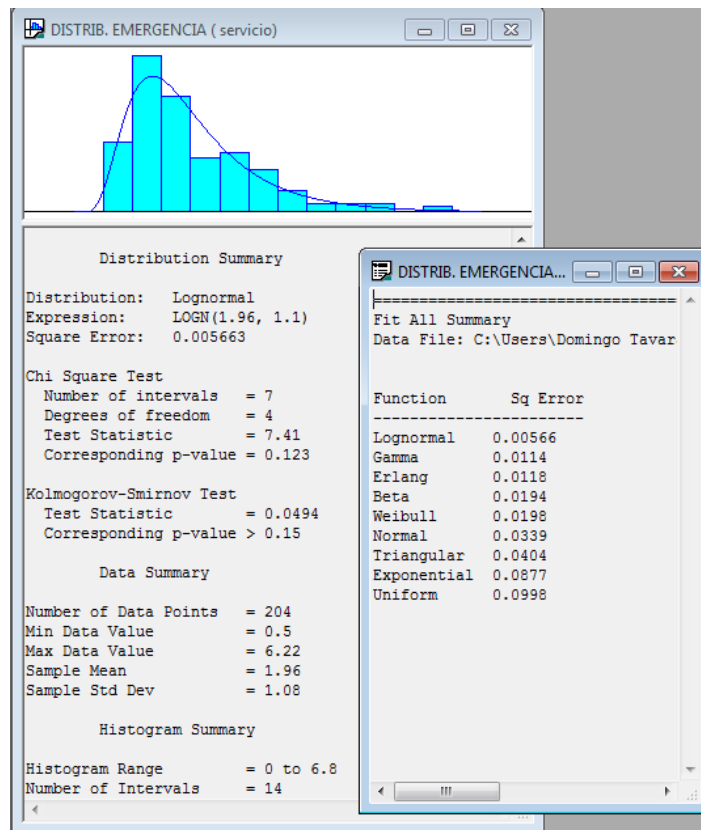 DISTRIB. EMERGENCIA ( servicio)
Distribution Summary
Distribution: Lognormal
Expression: LOGN(1.96, 1.1)
Square Error: 0.005663
Chi Square Test
Number of intervals = 7
Degrees of freedom = 4
Test Statistic = 7.41
Corresponding p-value = 0.123
Kolmogorov-Smirnov Test
Test Statistic = 0.0494
Corresponding p-value > 0.15
Data Summary
Number of Data Points = 204
Min Data Value = 0.5
Max Data Value = 6.22
Sample Mean = 1.96
Sample Std Dev = 1.08
Histogram Summary
Histogram Range = 0 to 6.8
Number of Intervals = 14
DISTRIB. EMERGENCIA...
==================================
Fit All Summary
Data File: C:\Users\Domingo Tavar
Function Sq Error
-----------------------
Lognormal 0.00566
Gamma 0.0114
Erlang 0.0118
Beta 0.0194
Weibull 0.0198
Normal 0.0339
Triangular 0.0404
Exponential 0.0877
Uniform 0.0998